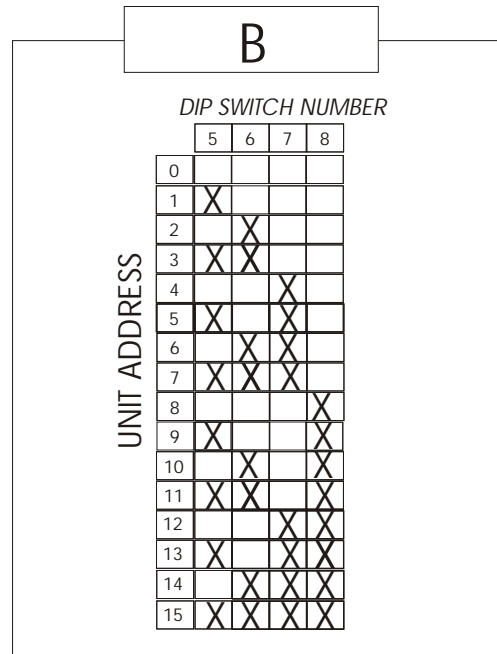 B
DIP SWITCH NUMBER
5 6 7 8
UNIT ADDRESS
0
1 X
2 X
3 X X
4 X
5 X X
6 X X
7 X X X
8 X
9 X X
10 X X
11 X X X
12 X X
13 X X X
14 X X X
15 X X X X